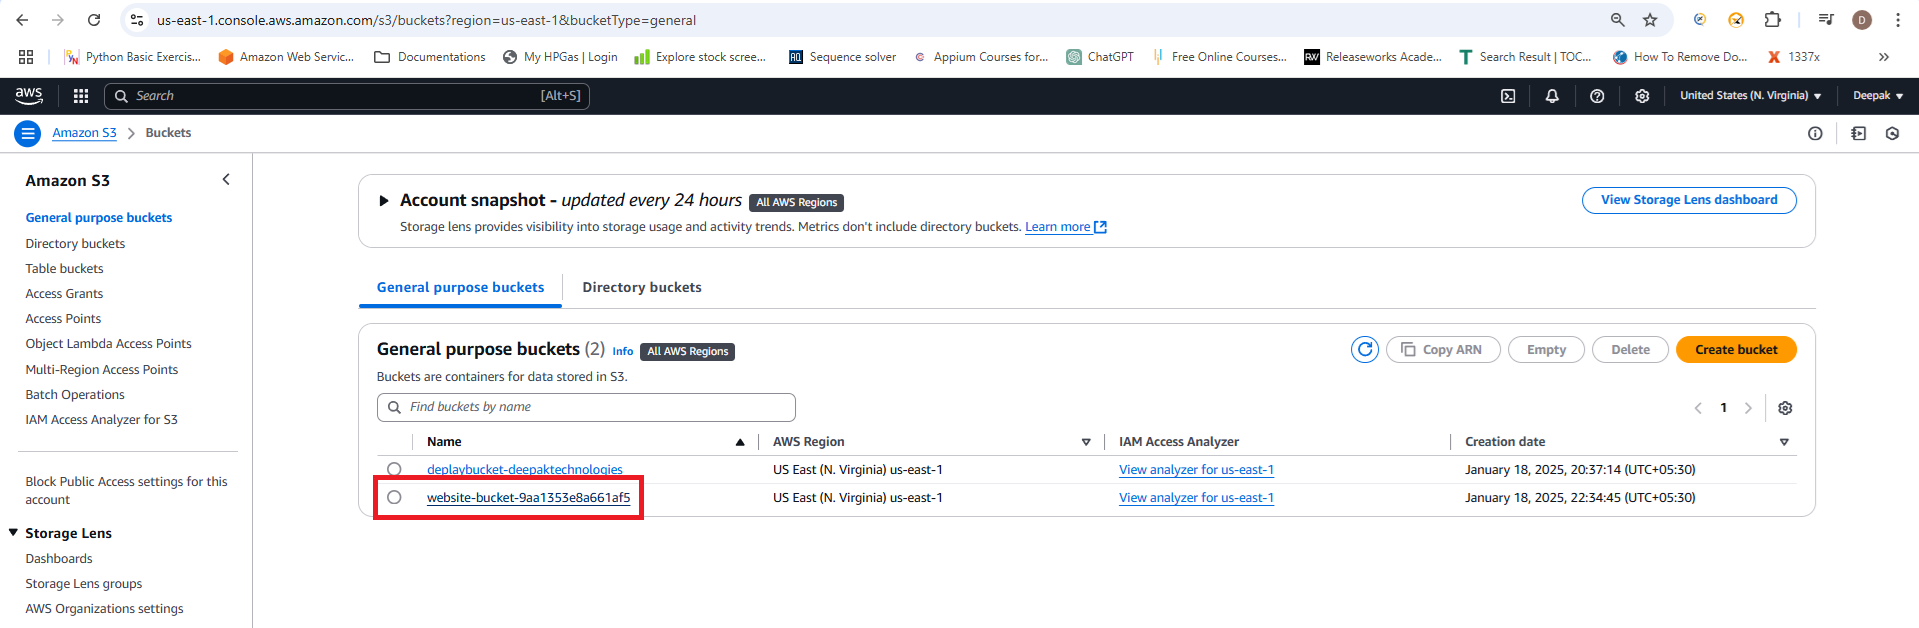 us-east-1.console.aws.amazon.com/s3/buckets?region=us-east-1&bucketType=general
D
Python Basic Exercis...
Amazon Web Servic...
Documentations
My HPGas | Login
Explore stock scree...
AQ
Sequence solver
Appium Courses for...
ChatGPT
Free Online Courses...
RW
Releaseworks Acade...
Search Result | TOC...
How To Remove Do...
1337x
aws
Search
[Alt+S]
United States (N. Virginia)
Deepak
Amazon S3
Buckets
Amazon S3
General purpose buckets
Directory buckets
Table buckets
Access Grants
Access Points
Object Lambda Access Points
Multi-Region Access Points
Batch Operations
IAM Access Analyzer for S3
Block Public Access settings for this
account
Storage Lens
Dashboards
Storage Lens groups
AWS Organizations settings
Account snapshot - updated every 24 hours All AWS Regions
View Storage Lens dashboard
Storage lens provides visibility into storage usage and activity trends. Metrics don't include directory buckets. Learn more
General purpose buckets
Directory buckets
General purpose buckets (2) Info All AWS Regions
Copy ARN
Empty
Delete
Create bucket
Buckets are containers for data stored in S3.
Find buckets by name
1
Name AWS Region IAM Access Analyzer Creation date
deplaybucket-deepaktechnologies US East (N. Virginia) us-east-1 View analyzer for us-east-1 January 18, 2025, 20:37:14 (UTC+05:30)
website-bucket-9aa1353e8a661af5 US East (N. Virginia) us-east-1 View analyzer for us-east-1 January 18, 2025, 22:34:45 (UTC+05:30)